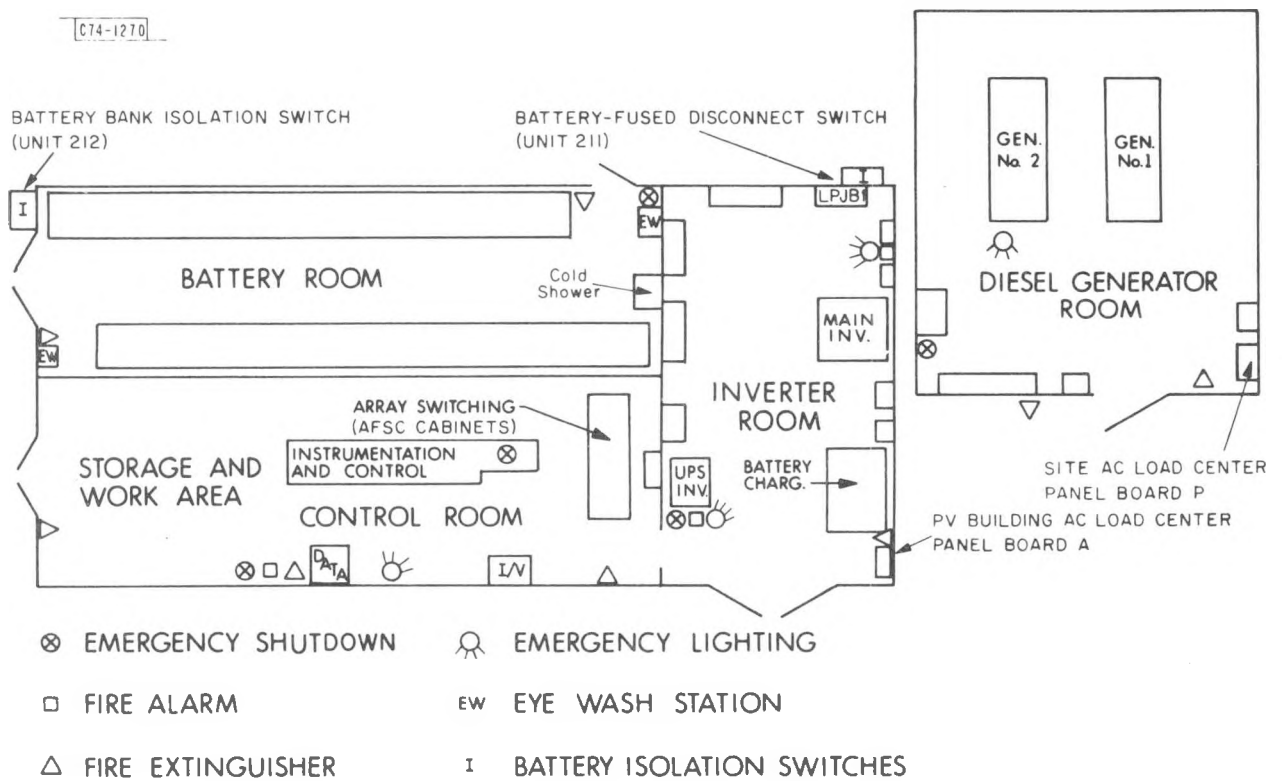 C74-1270
BATTERY BANK ISOLATION SWITCH
(UNIT 212)
BATTERY-FUSED DISCONNECT SWITCH
(UNIT 211)
GEN.
No. 2
GEN.
No. 1
I
I
LPJB1
EW
BATTERY ROOM
Cold
Shower
DIESEL GENERATOR
ROOM
MAIN
INV.
EW
INVERTER
ROOM
ARRAY SWITCHING
(AFSC CABINETS)
INSTRUMENTATION
AND CONTROL
STORAGE AND
WORK AREA
UPS
INV.
BATTERY
CHARG.
SITE AC LOAD CENTER
PANEL BOARD P
CONTROL ROOM
PV BUILDING AC LOAD CENTER
PANEL BOARD A
DATA
I/V
EMERGENCY SHUTDOWN
EMERGENCY LIGHTING
FIRE ALARM
EW EYE WASH STATION
FIRE EXTINGUISHER
I BATTERY ISOLATION SWITCHES